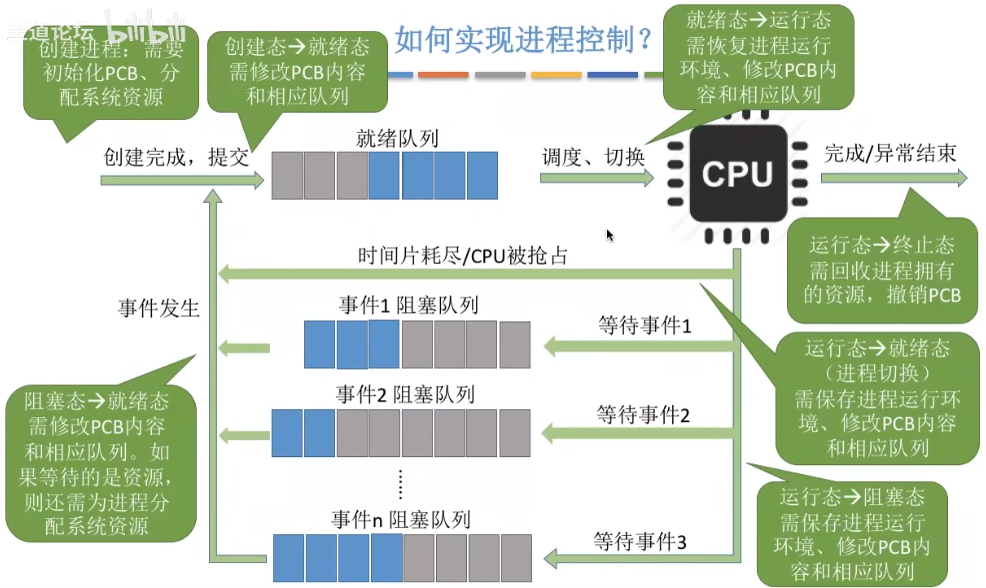 王道论坛 bilibili
如何实现进程控制？
创建进程：需要
初始化PCB、分
配系统资源
创建态→就绪态
需修改PCB内容
和相应队列
就绪态→运行态
需恢复进程运行
环境、修改PCB内
容和相应队列
就绪队列
创建完成，提交
调度、切换
CPU
完成/异常结束
运行态→终止态
需回收进程拥有
的资源，撤销PCB
时间片耗尽/CPU被抢占
事件发生
事件1 阻塞队列
等待事件1
运行态→就绪态
（进程切换）
需保存进程运行环
境、修改PCB内容
和相应队列
事件2 阻塞队列
等待事件2
阻塞态→就绪态
需修改PCB内容
和相应队列。如
果等待的是资源，
则还需为进程分
配系统资源
......
事件n 阻塞队列
等待事件3
运行态→阻塞态
需保存进程运行
环境、修改PCB内
容和相应队列